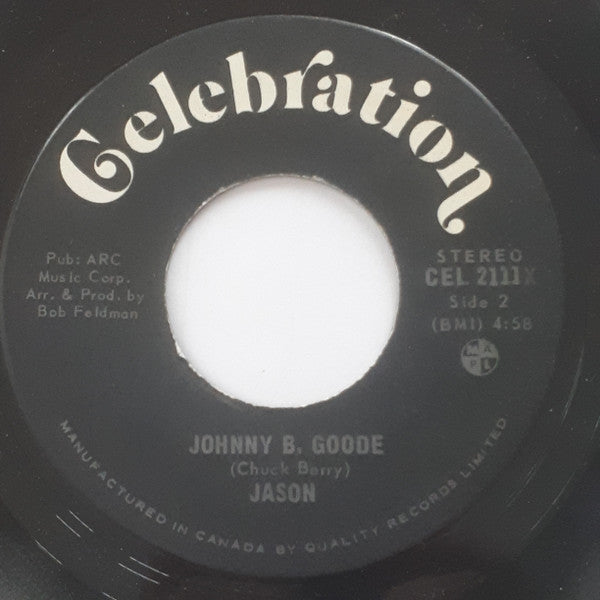 Celebration
Pub: ARC
Music Corp.
Arr. & Prod. by
Bob Feldman
STEREO
CEL 2111X
Side 2
(BMI) 4:58
M A
P L
JOHNNY B. GOODE
(Chuck Berry)
JASON
MANUFACTURED IN CANADA BY QUALITY RECORDS LIMITED